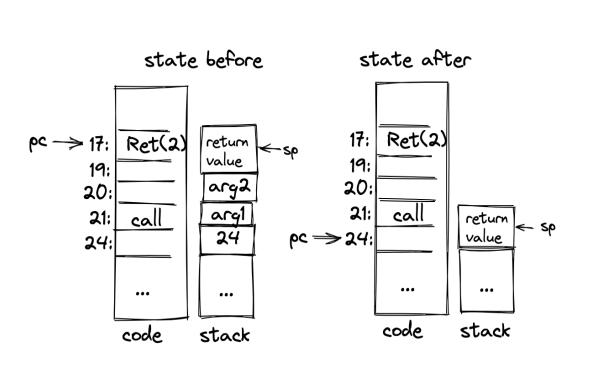 state before
state after
pc
17:
Ret(2)
return
value
sp
19:
20:
arg2
21:
call
arg1
24:
24
...
...
code
stack
17:
Ret(2)
19:
20:
21:
call
return
value
sp
pc
24:
...
...
code
stack